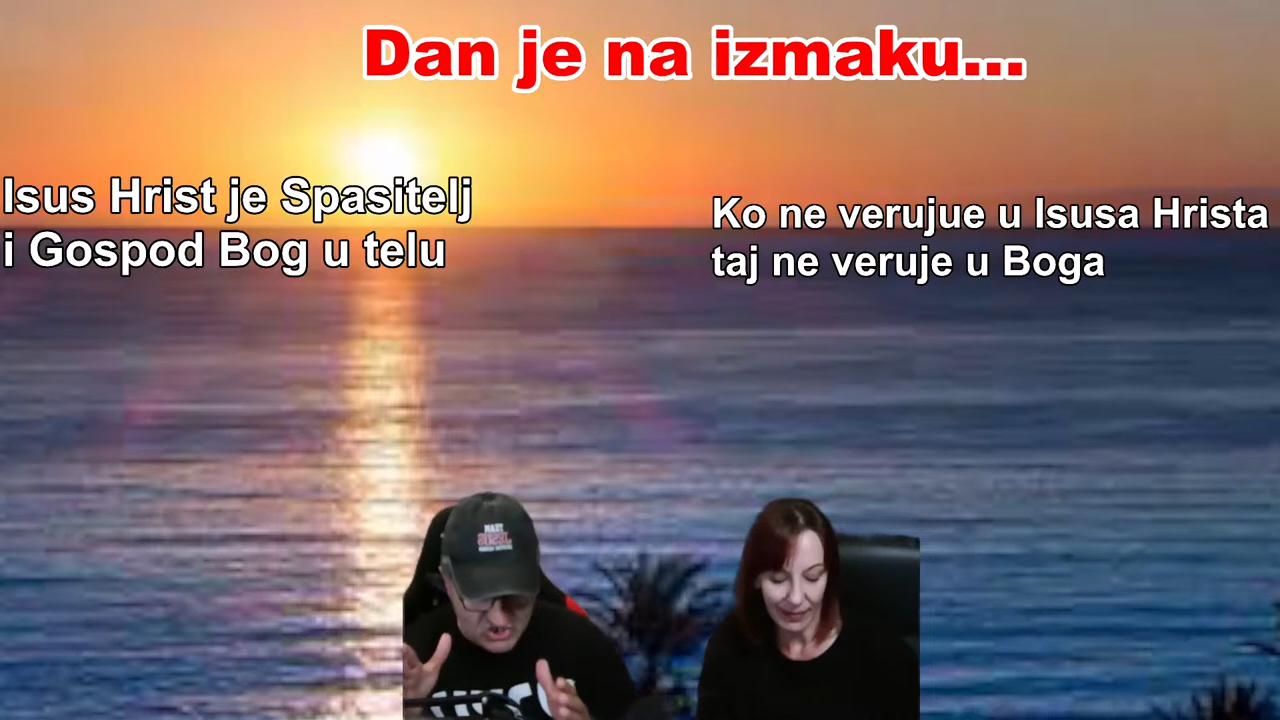 Dan je na izmaku...
Isus Hrist je Spasitelj
i Gospod Bog u telu
Ko ne verujue u Isusa Hrista
taj ne veruje u Boga